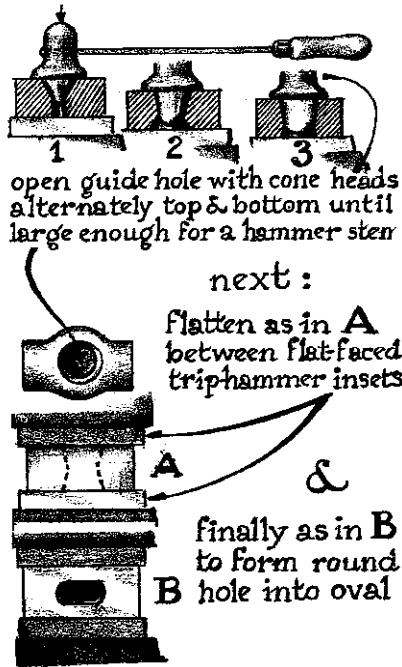 1 2 3
open guide hole with cone heads
alternately top & bottom until
large enough for a hammer stem
next:
flatten as in A
between flat-faced
trip-hammer insets
A
&
finally as in B
to form round
B hole into oval